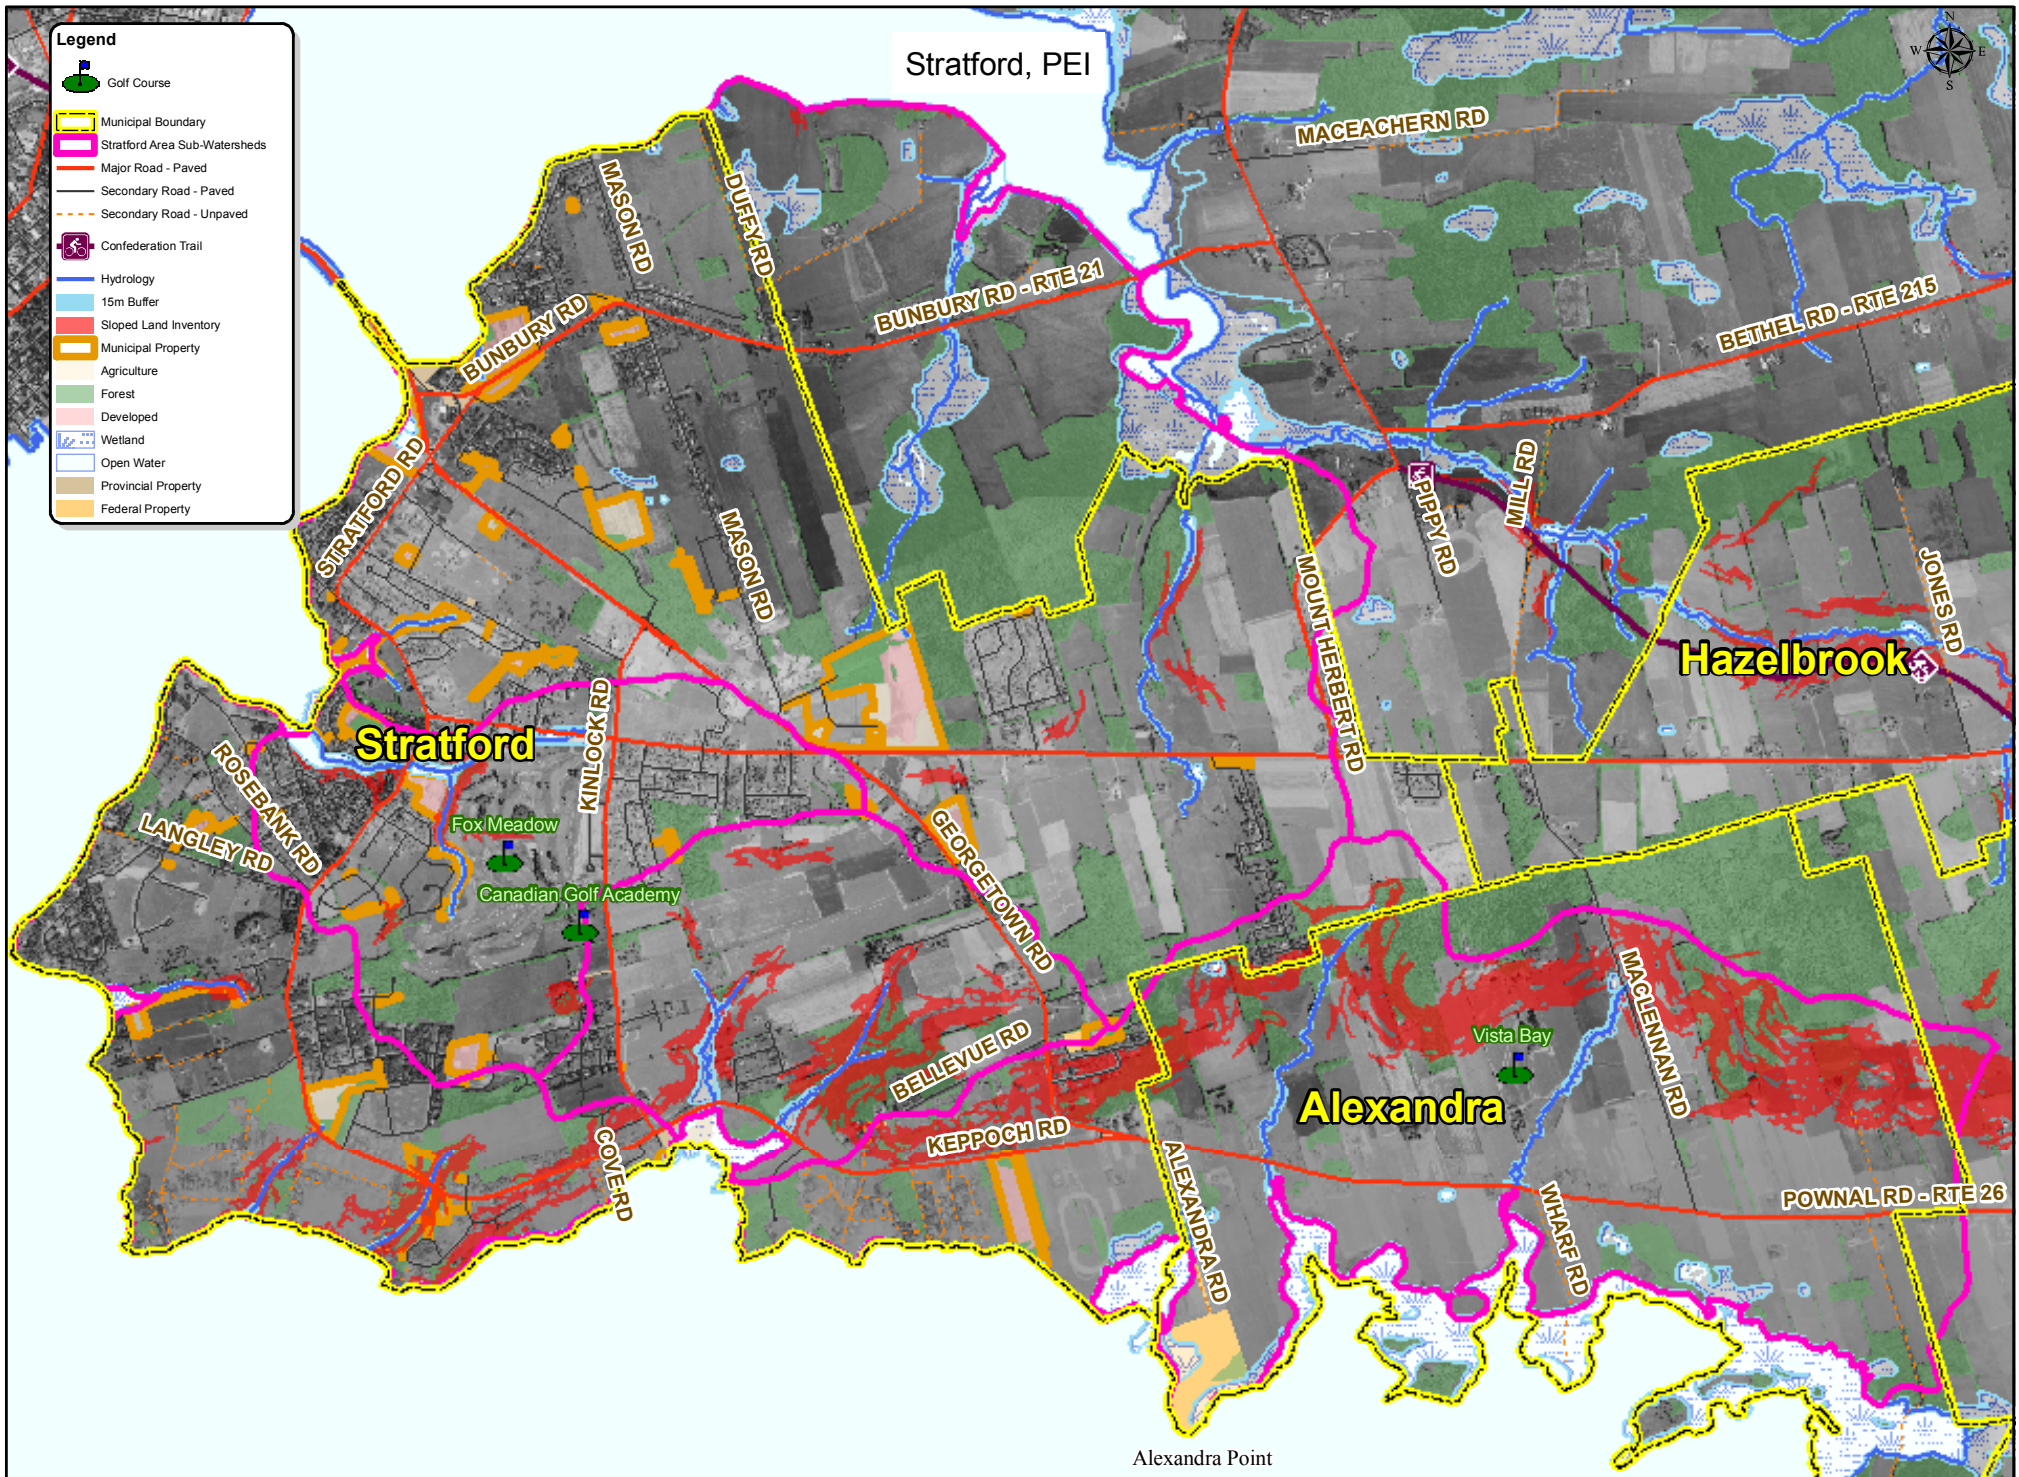 Legend
Golf Course
Municipal Boundary
Stratford Area Sub-Watersheds
Major Road - Paved
Secondary Road - Paved
Secondary Road - Unpaved
Confederation Trail
Hydrology
15m Buffer
Sloped Land Inventory
Municipal Property
Agriculture
Forest
Developed
Wetland
Open Water
Provincial Property
Federal Property
Stratford, PEI
N
W E
S
MACEACHERN RD
MASON RD
DUFFY RD
BUNBURY RD - RTE 21
BUNBURY RD
BETHEL RD - RTE 215
STRATFORD RD
MASON RD
PIPPY RD
MILL RD
JONES RD
MOUNT HERBERT RD
Hazelbrook
Stratford
KINLOCK RD
ROSEBANK RD
LANGLEY RD
Fox Meadow
Canadian Golf Academy
GEORGETOWN RD
MACLENNAN RD
Vista Bay
BELLEVUE RD
Alexandra
KEPPOCH RD
COVE RD
ALEXANDRA RD
WHARF RD
POWNAL RD - RTE 26
Alexandra Point